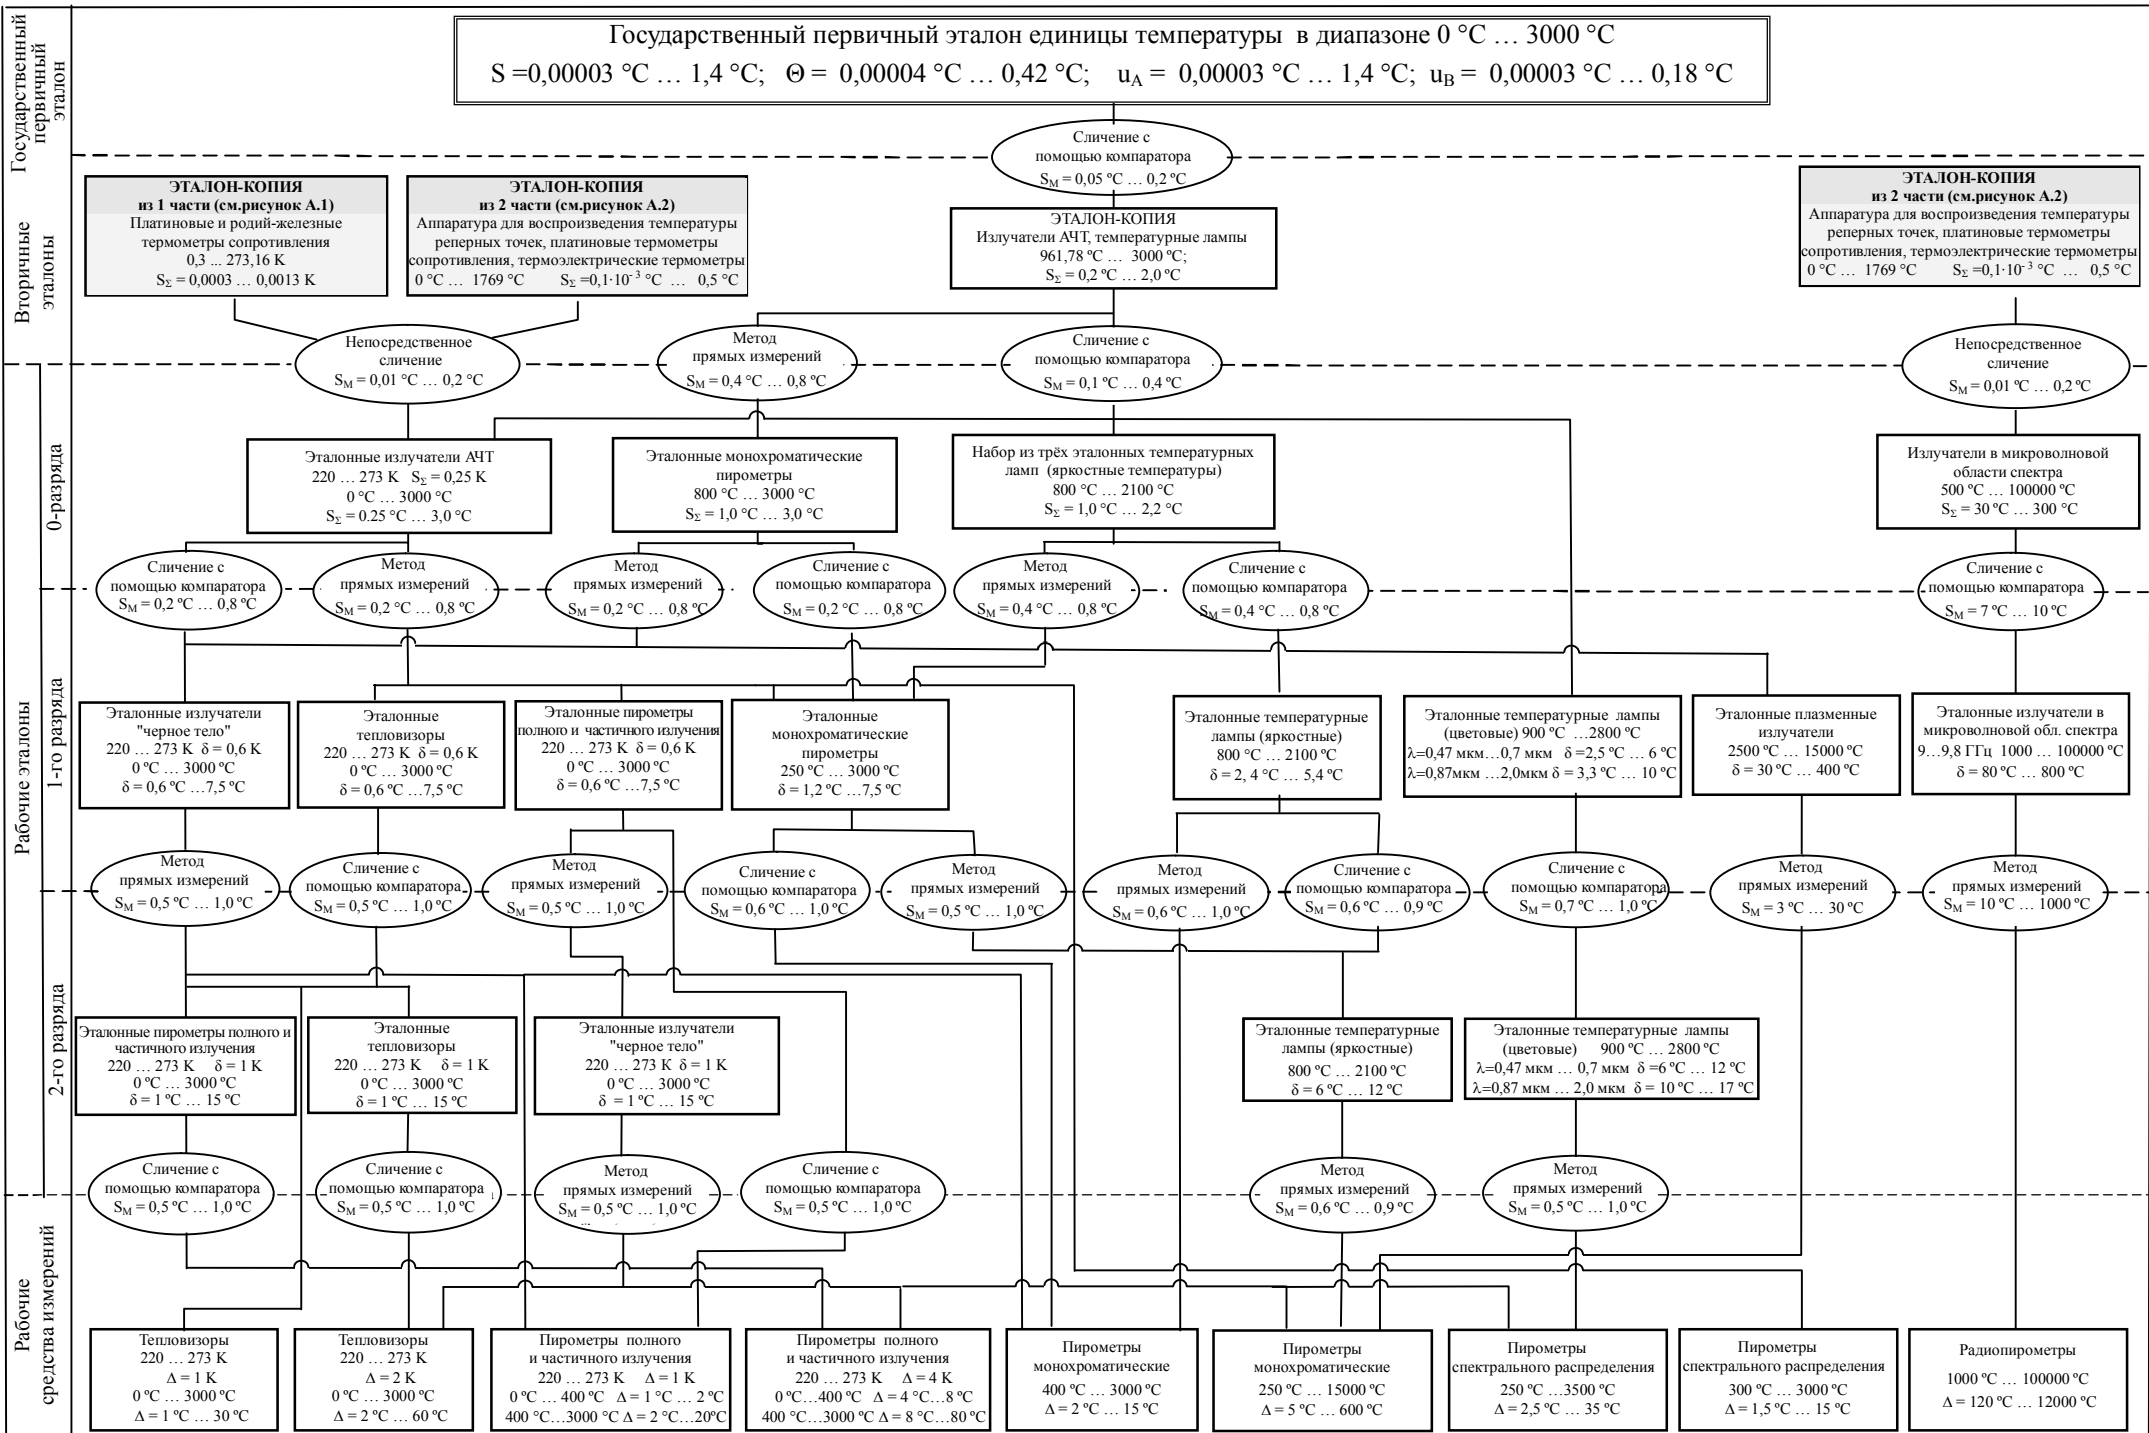 Государственный первичный эталон
Государственный первичный эталон единицы температуры в диапазоне 0 °C … 3000 °C
S =0,00003 °C … 1,4 °C; Θ = 0,00004 °C … 0,42 °C; uA = 0,00003 °C … 1,4 °C; uB = 0,00003 °C … 0,18 °C
Сличение с
помощью компаратора
SM = 0,05 ºC … 0,2 ºC
Вторичные эталоны
ЭТАЛОН-КОПИЯ
из 1 части (см.рисунок А.1)
Платиновые и родий-железные
термометры сопротивления
0,3 ... 273,16 K
SΣ = 0,0003 … 0,0013 K
ЭТАЛОН-КОПИЯ
из 2 части (см.рисунок А.2)
Аппаратура для воспроизведения температуры
реперных точек, платиновые термометры
сопротивления, термоэлектрические термометры
0 °C … 1769 °C SΣ =0,1·10⁻³ °C … 0,5 °C
ЭТАЛОН-КОПИЯ
Излучатели АЧТ, температурные лампы
961,78 ºC … 3000 ºC;
SΣ = 0,2 ºC … 2,0 ºC
ЭТАЛОН-КОПИЯ
из 2 части (см.рисунок А.2)
Аппаратура для воспроизведения температуры
реперных точек, платиновые термометры
сопротивления, термоэлектрические термометры
0 °C … 1769 °C SΣ =0,1·10⁻³ °C … 0,5 °C
Непосредственное
сличение
SM = 0,01 °C … 0,2 °C
Метод
прямых измерений
SM = 0,4 °C … 0,8 ºC
Сличение с
помощью компаратора
SM = 0,1 ºC … 0,4ºC
Непосредственное
сличение
SM = 0,01 ºC … 0,2 ºC
Рабочие эталоны
0-разряда
Эталонные излучатели АЧТ
220 … 273 K SΣ = 0,25 K
0 °C … 3000 °C
SΣ = 0.25 °C … 3,0 °C
Эталонные монохроматические
пирометры
800 °C … 3000 °C
SΣ = 1,0 °C … 3,0 °C
Набор из трёх эталонных температурных
ламп (яркостные температуры)
800 °C … 2100 °C
SΣ = 1,0 °C … 2,2 °C
Излучатели в микроволновой
области спектра
500 ºC … 100000 ºC
SΣ = 30 ºC … 300 ºC
Сличение с
помощью компаратора
SM = 0,2 ºC … 0,8 ºC
Метод
прямых измерений
SM = 0,2 °C … 0,8 ºC
Метод
прямых измерений
SM = 0,2 °C … 0,8 ºC
Сличение с
помощью компаратора
SM = 0,2 ºC … 0,8 ºC
Метод
прямых измерений
SM = 0,4 °C … 0,8 ºC
Сличение с
помощью компаратора
SM = 0,4 ºC … 0,8 ºC
Сличение с
помощью компаратора
SM = 7 ºC … 10 ºC
1-го разряда
Эталонные излучатели
"черное тело"
220 … 273 K δ = 0,6 K
0 °C … 3000 °C
δ = 0,6 ºC …7,5 ºC
Эталонные
тепловизоры
220 … 273 K δ = 0,6 K
0 °C … 3000 ºC
δ = 0,6 ºC …7,5 ºC
Эталонные пирометры
полного и частичного излучения
220 … 273 K δ = 0,6 K
0 °C … 3000 ºC
δ = 0,6 ºC …7,5 ºC
Эталонные
монохроматические
пирометры
250 ºC … 3000 ºC
δ = 1,2 ºC …7,5 ºC
Эталонные температурные
лампы (яркостные)
800 ºC … 2100 ºC
δ = 2, 4 ºC … 5,4 ºC
Эталонные температурные лампы
(цветовые) 900 ºC …2800 ºC
λ=0,47 мкм…0,7 мкм δ =2,5 ºC … 6 ºC
λ=0,87мкм …2,0мкм δ = 3,3 ºC … 10 ºC
Эталонные плазменные
излучатели
2500 ºC … 15000 ºC
δ = 30 ºC … 400 ºC
Эталонные излучатели в
микроволновой обл. спектра
9…9,8 ГГц 1000 … 100000 ºC
δ = 80 ºC … 800 ºC
Метод
прямых измерений
SM = 0,5 °C … 1,0 ºC
Сличение с
помощью компаратора
SM = 0,5 ºC … 1,0 ºC
Метод
прямых измерений
SM = 0,5 °C … 1,0 ºC
Сличение с
помощью компаратора
SM = 0,6 ºC … 1,0 ºC
Метод
прямых измерений
SM = 0,5 °C … 1,0 ºC
Метод
прямых измерений
SM = 0,6 °C … 1,0 ºC
Сличение с
помощью компаратора
SM = 0,6 ºC … 0,9 ºC
Сличение с
помощью компаратора
SM = 0,7 ºC … 1,0 ºC
Метод
прямых измерений
SM = 3 ºC … 30 ºC
Метод
прямых измерений
SM = 10 ºC … 1000 ºC
2-го разряда
Эталонные пирометры полного и
частичного излучения
220 … 273 K δ = 1 K
0 ºC … 3000 ºC
δ = 1 ºC … 15 ºC
Эталонные
тепловизоры
220 … 273 K δ = 1 K
0 °C … 3000 ºC
δ = 1 ºC … 15 ºC
Эталонные излучатели
"черное тело"
220 … 273 K δ = 1 K
0 °C … 3000 ºC
δ = 1 ºC … 15 ºC
Эталонные температурные
лампы (яркостные)
800 ºC … 2100 ºC
δ = 6 ºC … 12 ºC
Эталонные температурные лампы
(цветовые) 900 ºC … 2800 ºC
λ=0,47 мкм … 0,7 мкм δ =6 ºC … 12 ºC
λ=0,87 мкм … 2,0 мкм δ = 10 ºC … 17 ºC
Сличение с
помощью компаратора
SM = 0,5 ºC … 1,0 ºC
Сличение с
помощью компаратора
SM = 0,5 ºC … 1,0 ºC
Метод
прямых измерений
SM = 0,5 °C … 1,0 ºC
Сличение с
помощью компаратора
SM = 0,5 ºC … 1,0 ºC
Метод
прямых измерений
SM = 0,6 ºC … 0,9 ºC
Метод
прямых измерений
SM = 0,5 °C … 1,0 ºC
Рабочие средства измерений
Тепловизоры
220 … 273 K
Δ = 1 K
0 ºC … 3000 ºC
Δ = 1 ºC … 30 ºC
Тепловизоры
220 … 273 K
Δ = 2 K
0 ºC … 3000 ºC
Δ = 2 ºC … 60 ºC
Пирометры полного
и частичного излучения
220 … 273 K Δ = 1 K
0 ºC … 400 ºC Δ = 1 °C … 2 ºC
400 °C…3000 °C Δ = 2 °C…20ºC
Пирометры полного
и частичного излучения
220 … 273 K Δ = 4 K
0 ºC…400 ºC Δ = 4 °C…8 ºC
400 °C…3000 ºC Δ = 8 °C…80 ºC
Пирометры
монохроматические
400 ºC … 3000 ºC
Δ = 2 ºC … 15 ºC
Пирометры
монохроматические
250 ºC … 15000 ºC
Δ = 5 ºC … 600 ºC
Пирометры
спектрального распределения
250 ºC …3500 ºC
Δ = 2,5 ºC … 35 ºC
Пирометры
спектрального распределения
300 ºC … 3000 ºC
Δ = 1,5 ºC … 15 ºC
Радиопирометры
1000 ºC … 100000 ºC
Δ = 120 ºC … 12000 ºC